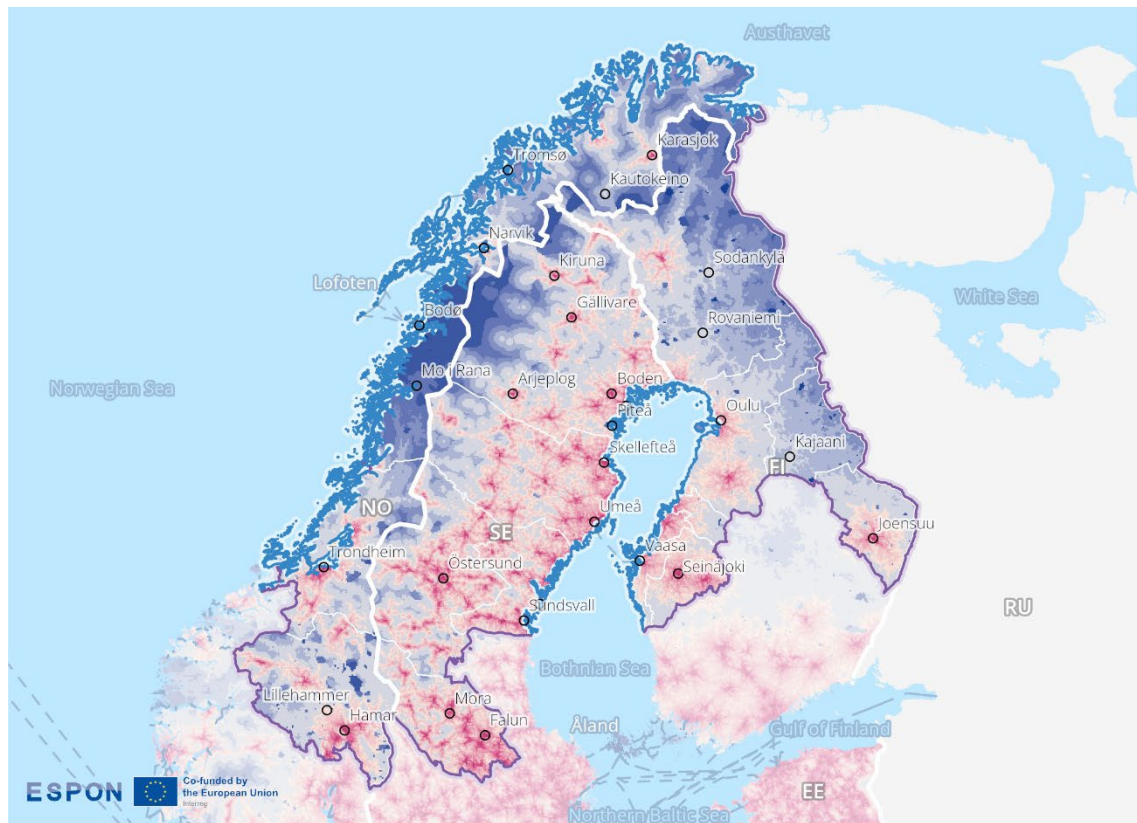 Austhavet
Karasjok
Tromsø
Kautokeino
Narvik
Kiruna
Sodankylä
Lofoten
White Sea
Gällivare
Bodø
Rovaniemi
Norwegian Sea
Mo i Rana
Arjeplog
Boden
Piteå
Oulu
Skellefteå
Kajaani
FI
NO
Umeå
SE
Joensuu
Trondheim
Vaasa
Östersund
Seinäjoki
RU
Sundsvall
Bothnian Sea
Lillehammer
Mora
Hamar
Åland
Falun
Gulf of Finland
ESPON
Co-funded by
the European Union
Interreg
EE
Northern Baltic Sea